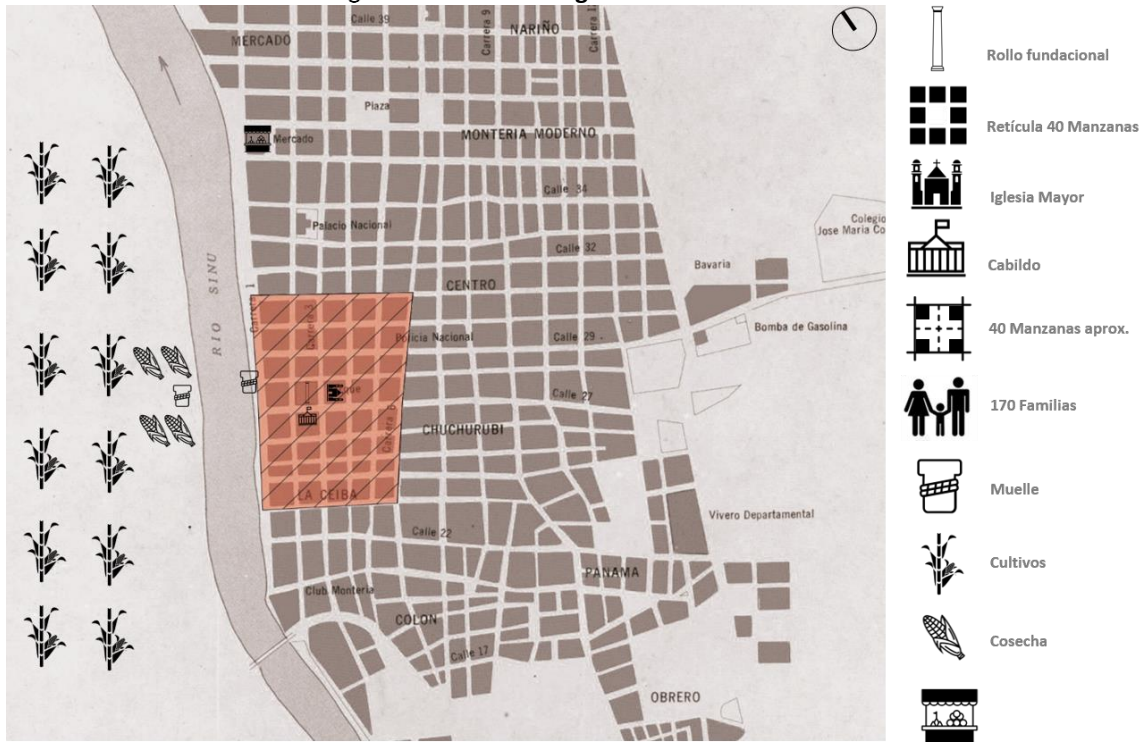 Calle 39
Carrera 9
NARIÑO
MERCADO
Plaza
Mercado
MONTERIA MODERNO
Calle 34
Palacio Nacional
Calle 32
Colegio
Jose Maria Co
RIO SINU
Bavaria
CENTRO
Carrera 1
Carrera 3
Policia Nacional
Calle 29
Bomba de Gasolina
Calle 27
Carrera 6
CHUCHURUBI
LA CEIBA
Calle 22
Vivero Departamental
PANAMA
Club Monteria
COLON
Calle 17
OBRERO
Rollo fundacional
Retícula 40 Manzanas
Iglesia Mayor
Cabildo
40 Manzanas aprox.
170 Familias
Muelle
Cultivos
Cosecha